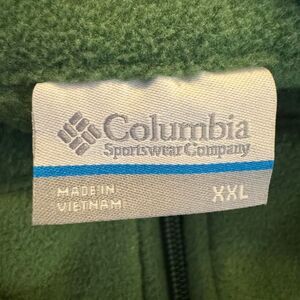 Columbia
Sportswear Company
MADE IN
VIETNAM
XXL